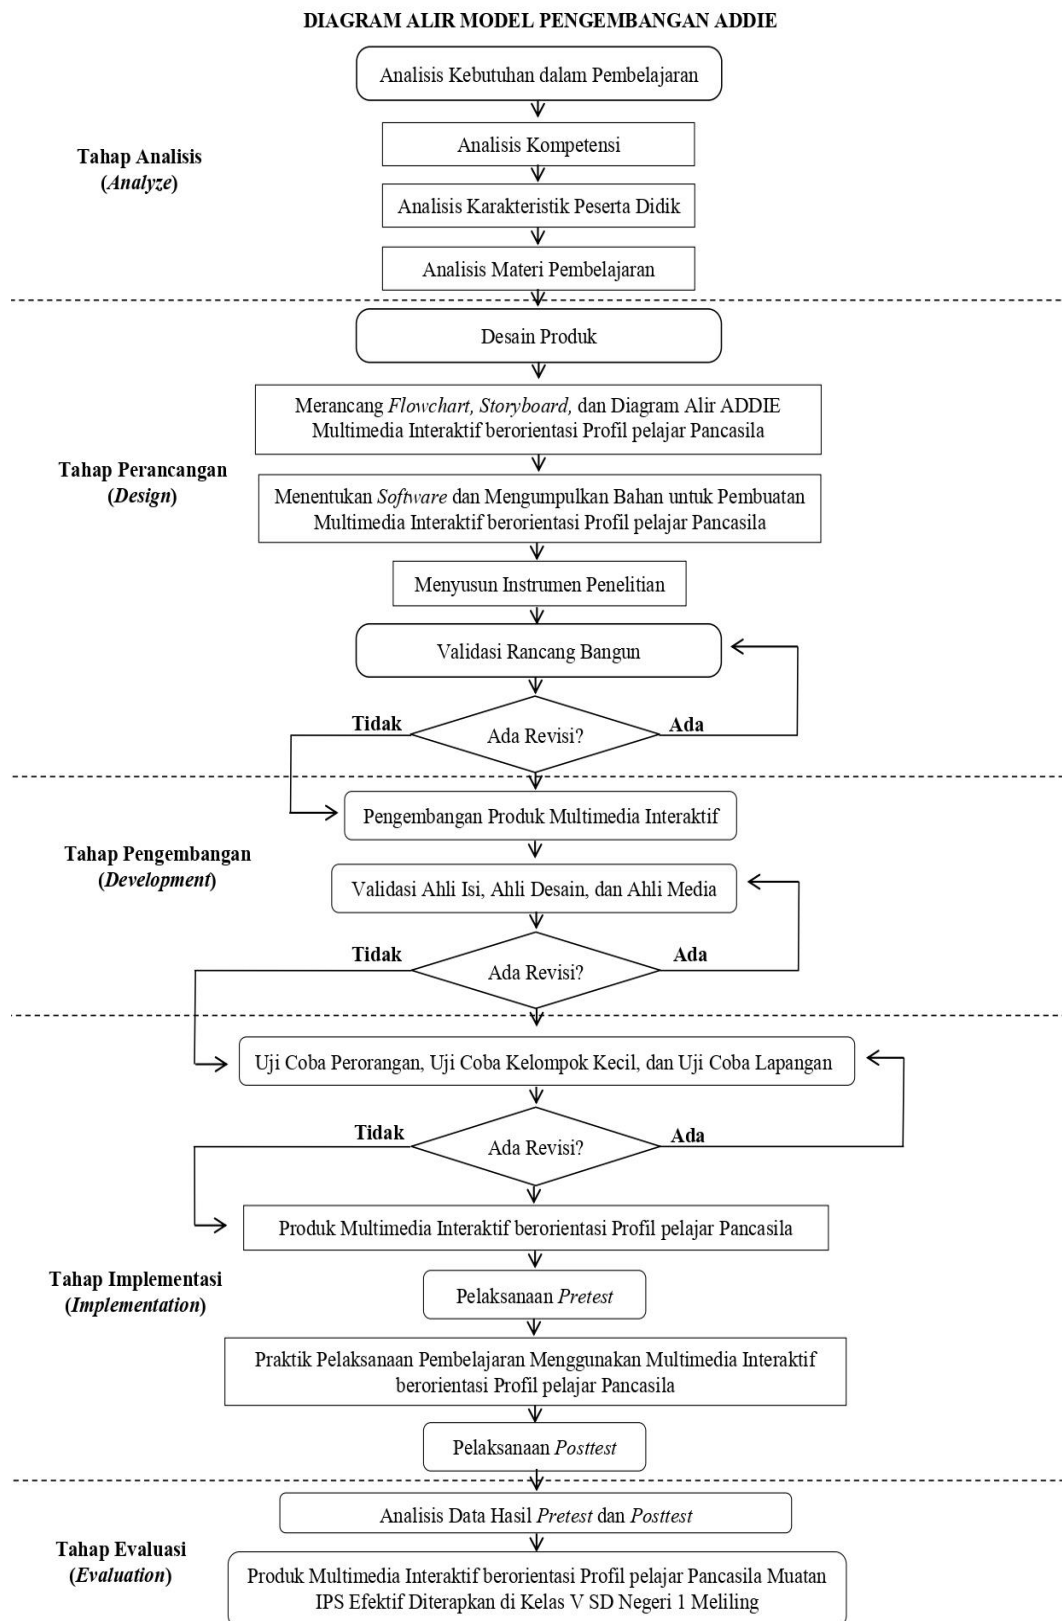 DIAGRAM ALIR MODEL PENGEMBANGAN ADDIE
Analisis Kebutuhan dalam Pembelajaran
Analisis Kompetensi
Tahap Analisis
(Analyze)
Analisis Karakteristik Peserta Didik
Analisis Materi Pembelajaran
Desain Produk
Merancang Flowchart, Storyboard, dan Diagram Alir ADDIE
Multimedia Interaktif berorientasi Profil pelajar Pancasila
Tahap Perancangan
(Design)
Menentukan Software dan Mengumpulkan Bahan untuk Pembuatan
Multimedia Interaktif berorientasi Profil pelajar Pancasila
Menyusun Instrumen Penelitian
Validasi Rancang Bangun
Tidak
Ada Revisi?
Ada
Pengembangan Produk Multimedia Interaktif
Tahap Pengembangan
(Development)
Validasi Ahli Isi, Ahli Desain, dan Ahli Media
Tidak
Ada Revisi?
Ada
Uji Coba Perorangan, Uji Coba Kelompok Kecil, dan Uji Coba Lapangan
Tidak
Ada Revisi?
Ada
Produk Multimedia Interaktif berorientasi Profil pelajar Pancasila
Tahap Implementasi
(Implementation)
Pelaksanaan Pretest
Praktik Pelaksanaan Pembelajaran Menggunakan Multimedia Interaktif
berorientasi Profil pelajar Pancasila
Pelaksanaan Posttest
Analisis Data Hasil Pretest dan Posttest
Tahap Evaluasi
(Evaluation)
Produk Multimedia Interaktif berorientasi Profil pelajar Pancasila Muatan
IPS Efektif Diterapkan di Kelas V SD Negeri 1 Meliling